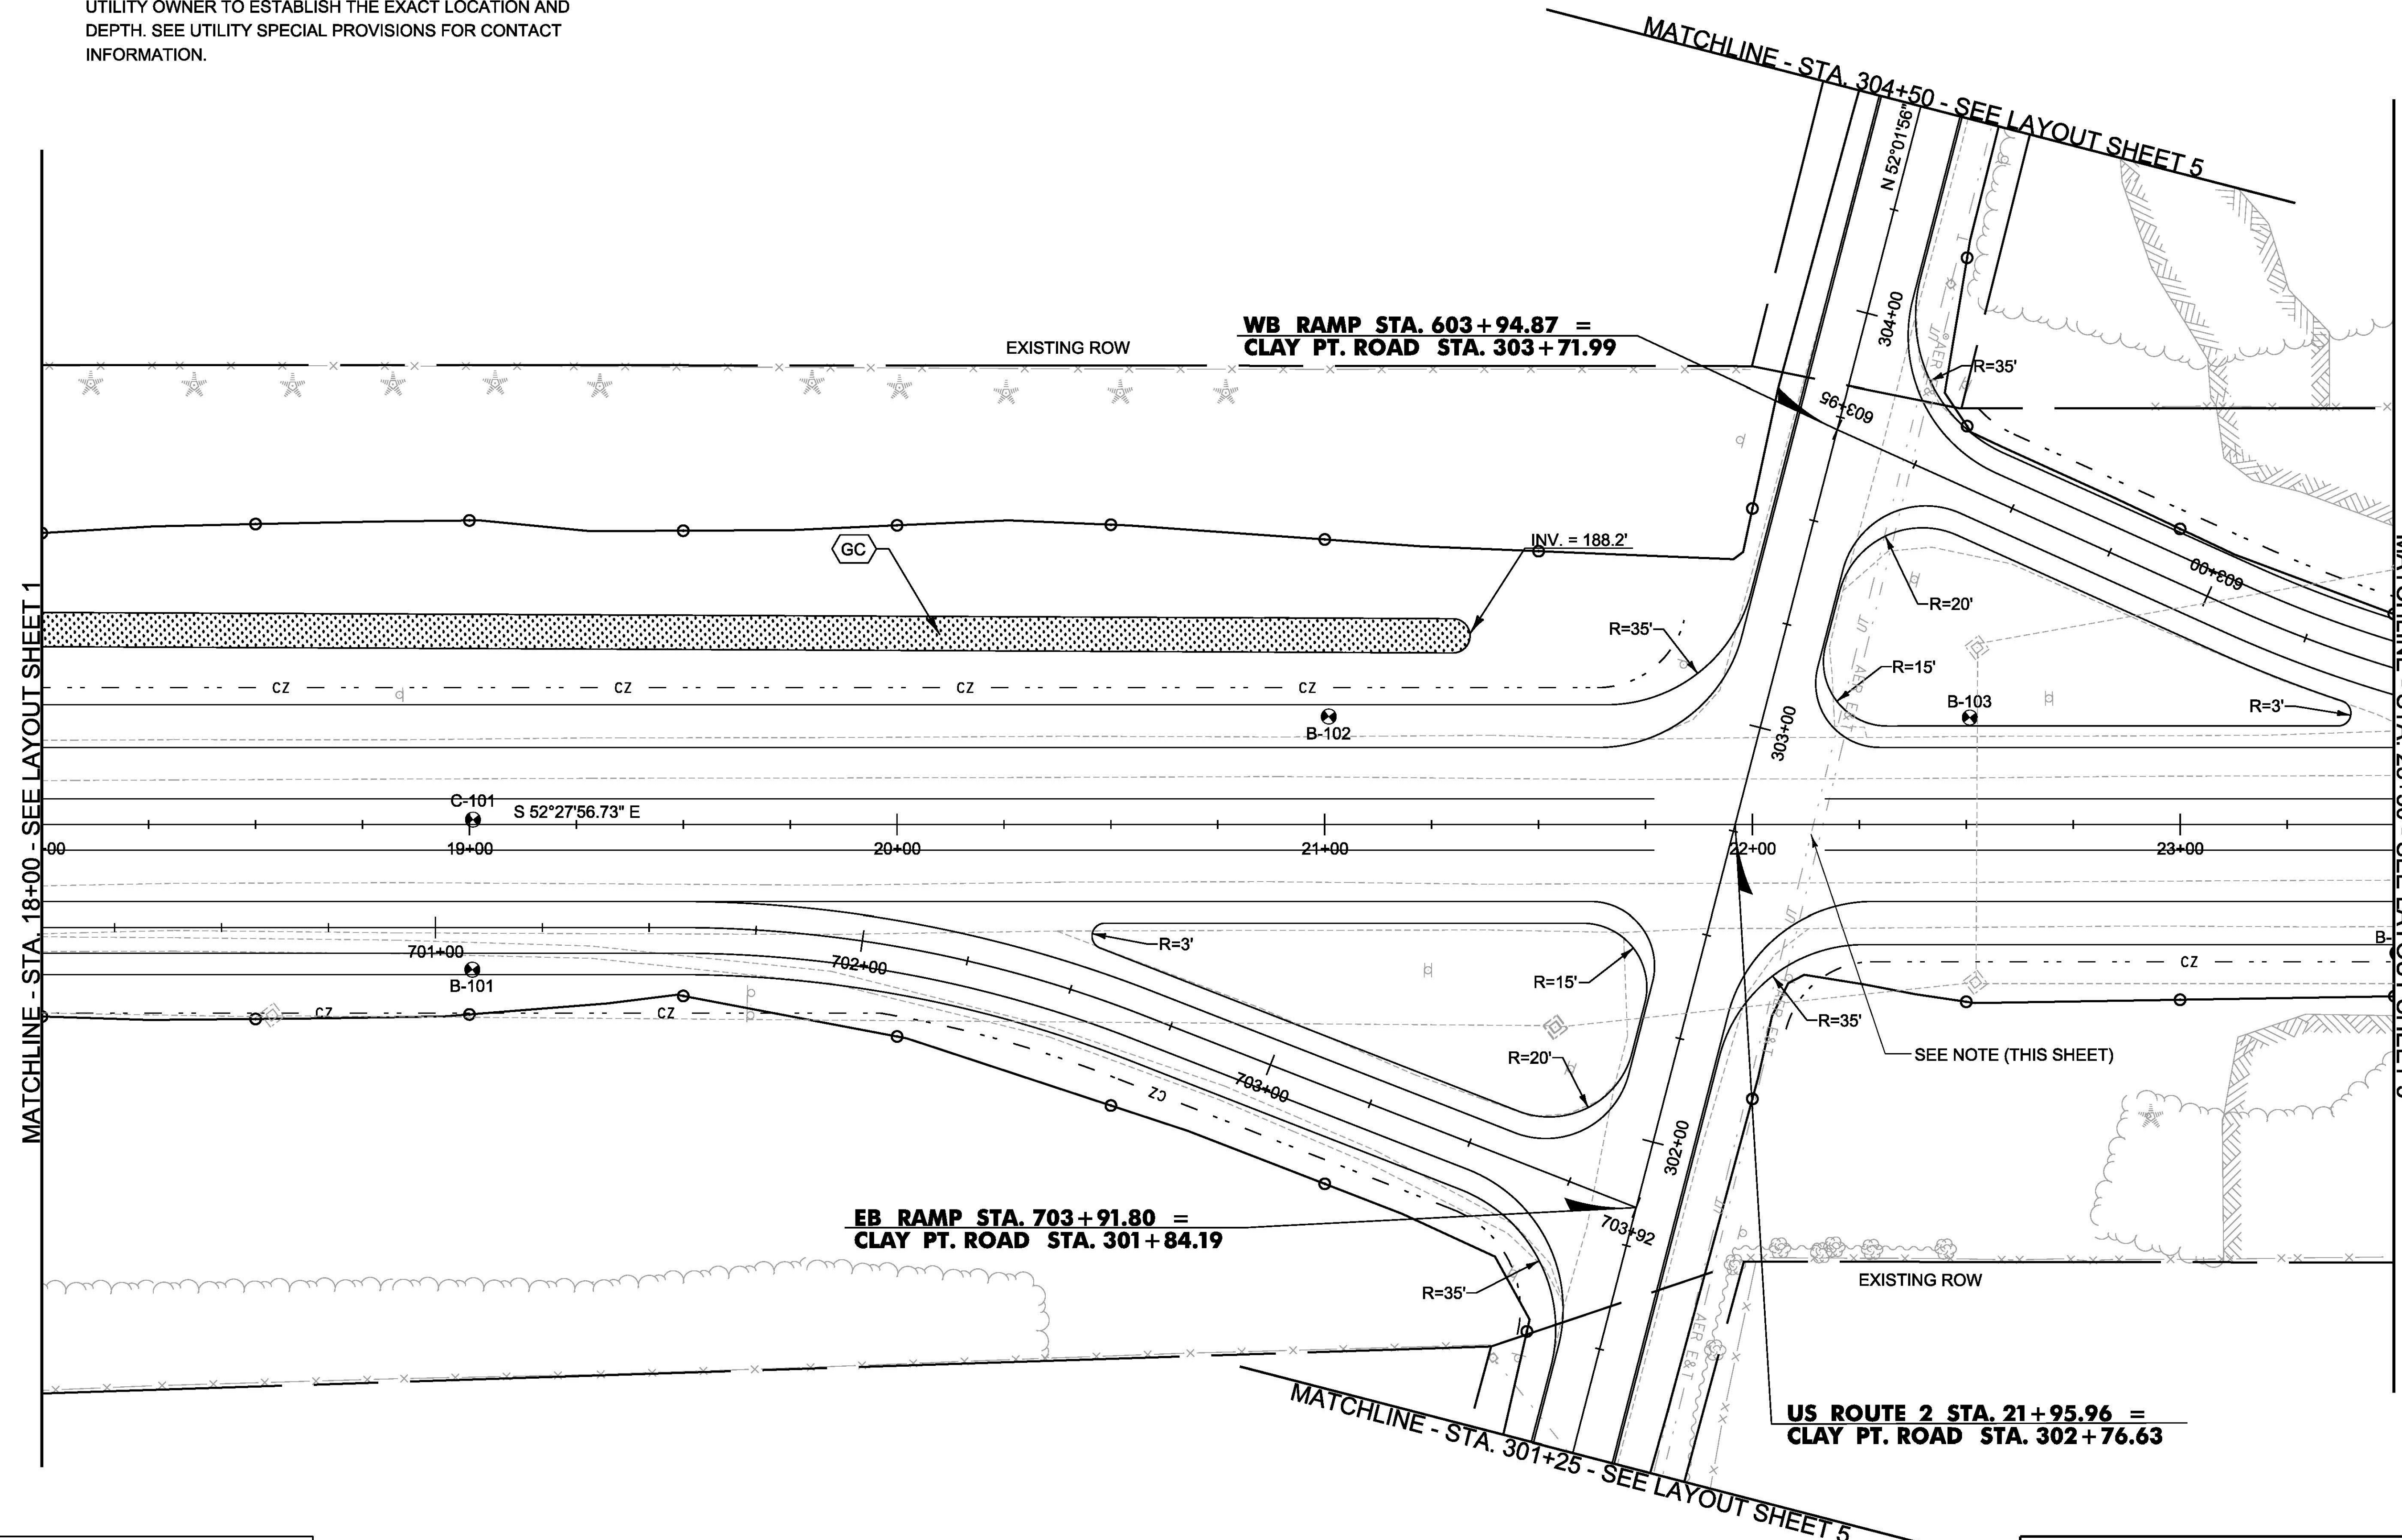 UTILITY OWNER TO ESTABLISH THE EXACT LOCATION AND
DEPTH. SEE UTILITY SPECIAL PROVISIONS FOR CONTACT
INFORMATION.
MATCHLINE - STA. 304+50 - SEE LAYOUT SHEET 5
N 52°01'56"
304+00
WB RAMP STA. 603+94.87 =
CLAY PT. ROAD STA. 303+71.99
EXISTING ROW
R=35'
603+95
AER E&T
GC
INV. = 188.2'
603+00
R=20'
R=35'
R=15'
AER E&T
MATCHLINE - STA. 18+00 - SEE LAYOUT SHEET 1
CZ
CZ
CZ
CZ
B-102
B-103
R=3'
303+00
C-101
S 52°27'56.73" E
00
19+00
20+00
21+00
22+00
23+00
701+00
702+00
R=3'
B-101
R=15'
CZ
B-
CZ
CZ
R=35'
AER E&T
SEE NOTE (THIS SHEET)
R=20'
CZ
703+00
302+00
EB RAMP STA. 703+91.80 =
CLAY PT. ROAD STA. 301+84.19
703+92
R=35'
EXISTING ROW
AER E&T
US ROUTE 2 STA. 21+95.96 =
CLAY PT. ROAD STA. 302+76.63
MATCHLINE - STA. 301+25 - SEE LAYOUT SHEET 5